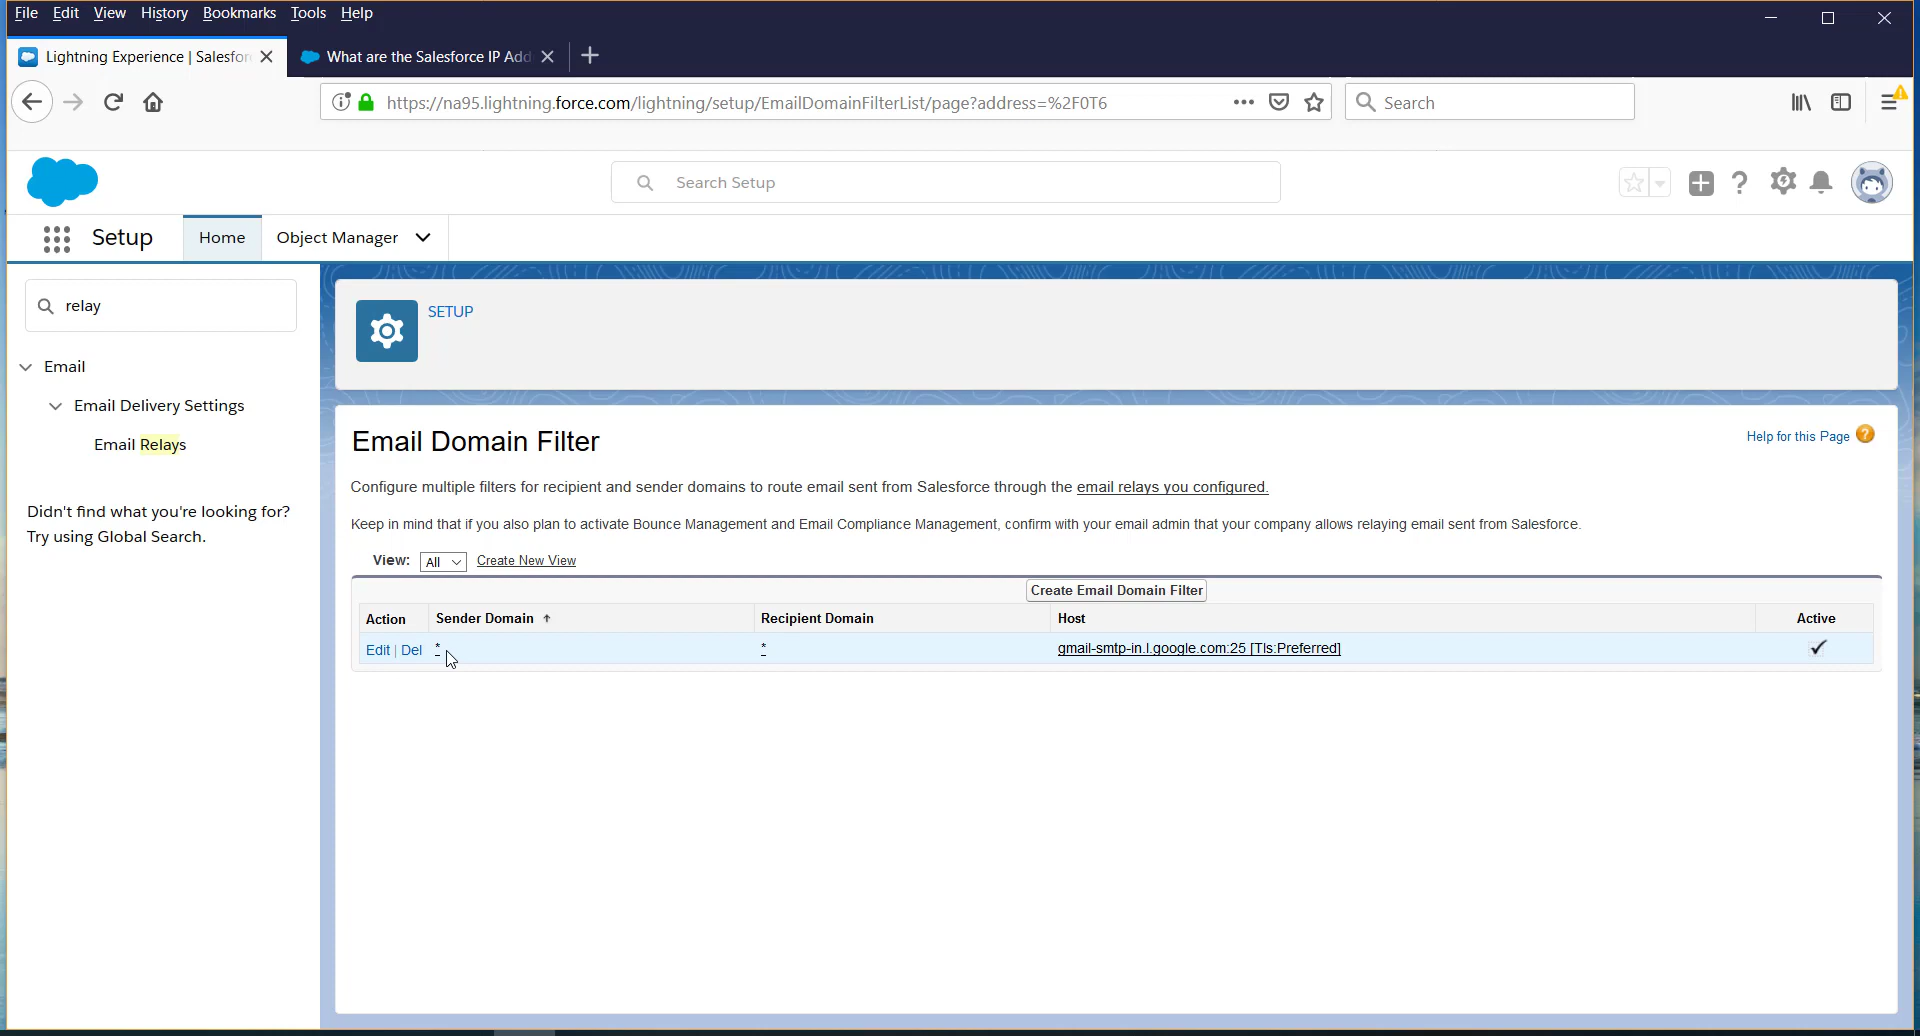 File Edit View History Bookmarks Tools Help
Lightning Experience | Salesfor
What are the Salesforce IP Add
https://na95.lightning.force.com/lightning/setup/EmailDomainFilterList/page?address=%2F0T6
Search
Search Setup
Setup
Home
Object Manager
relay
SETUP
Email
Email Delivery Settings
Email Relays
Didn't find what you're looking for?
Try using Global Search.
Email Domain Filter
Help for this Page ?
Configure multiple filters for recipient and sender domains to route email sent from Salesforce through the email relays you configured.
Keep in mind that if you also plan to activate Bounce Management and Email Compliance Management, confirm with your email admin that your company allows relaying email sent from Salesforce.
View: All Create New View
Create Email Domain Filter
Action Sender Domain Recipient Domain Host Active
Edit | Del * * gmail-smtp-in.l.google.com:25 [Tls:Preferred]